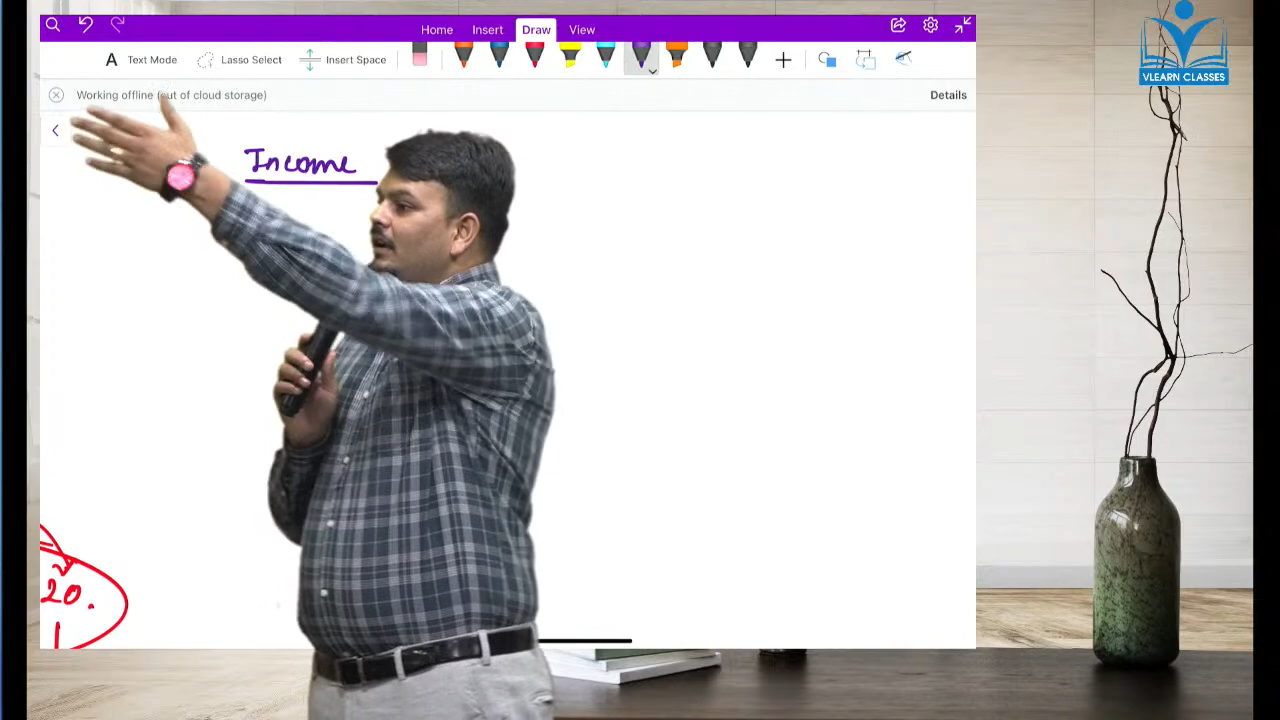 Home Insert Draw View
A Text Mode Lasso Select Insert Space
Working offline (out of cloud storage) Details
Income
20.
VLEARN CLASSES